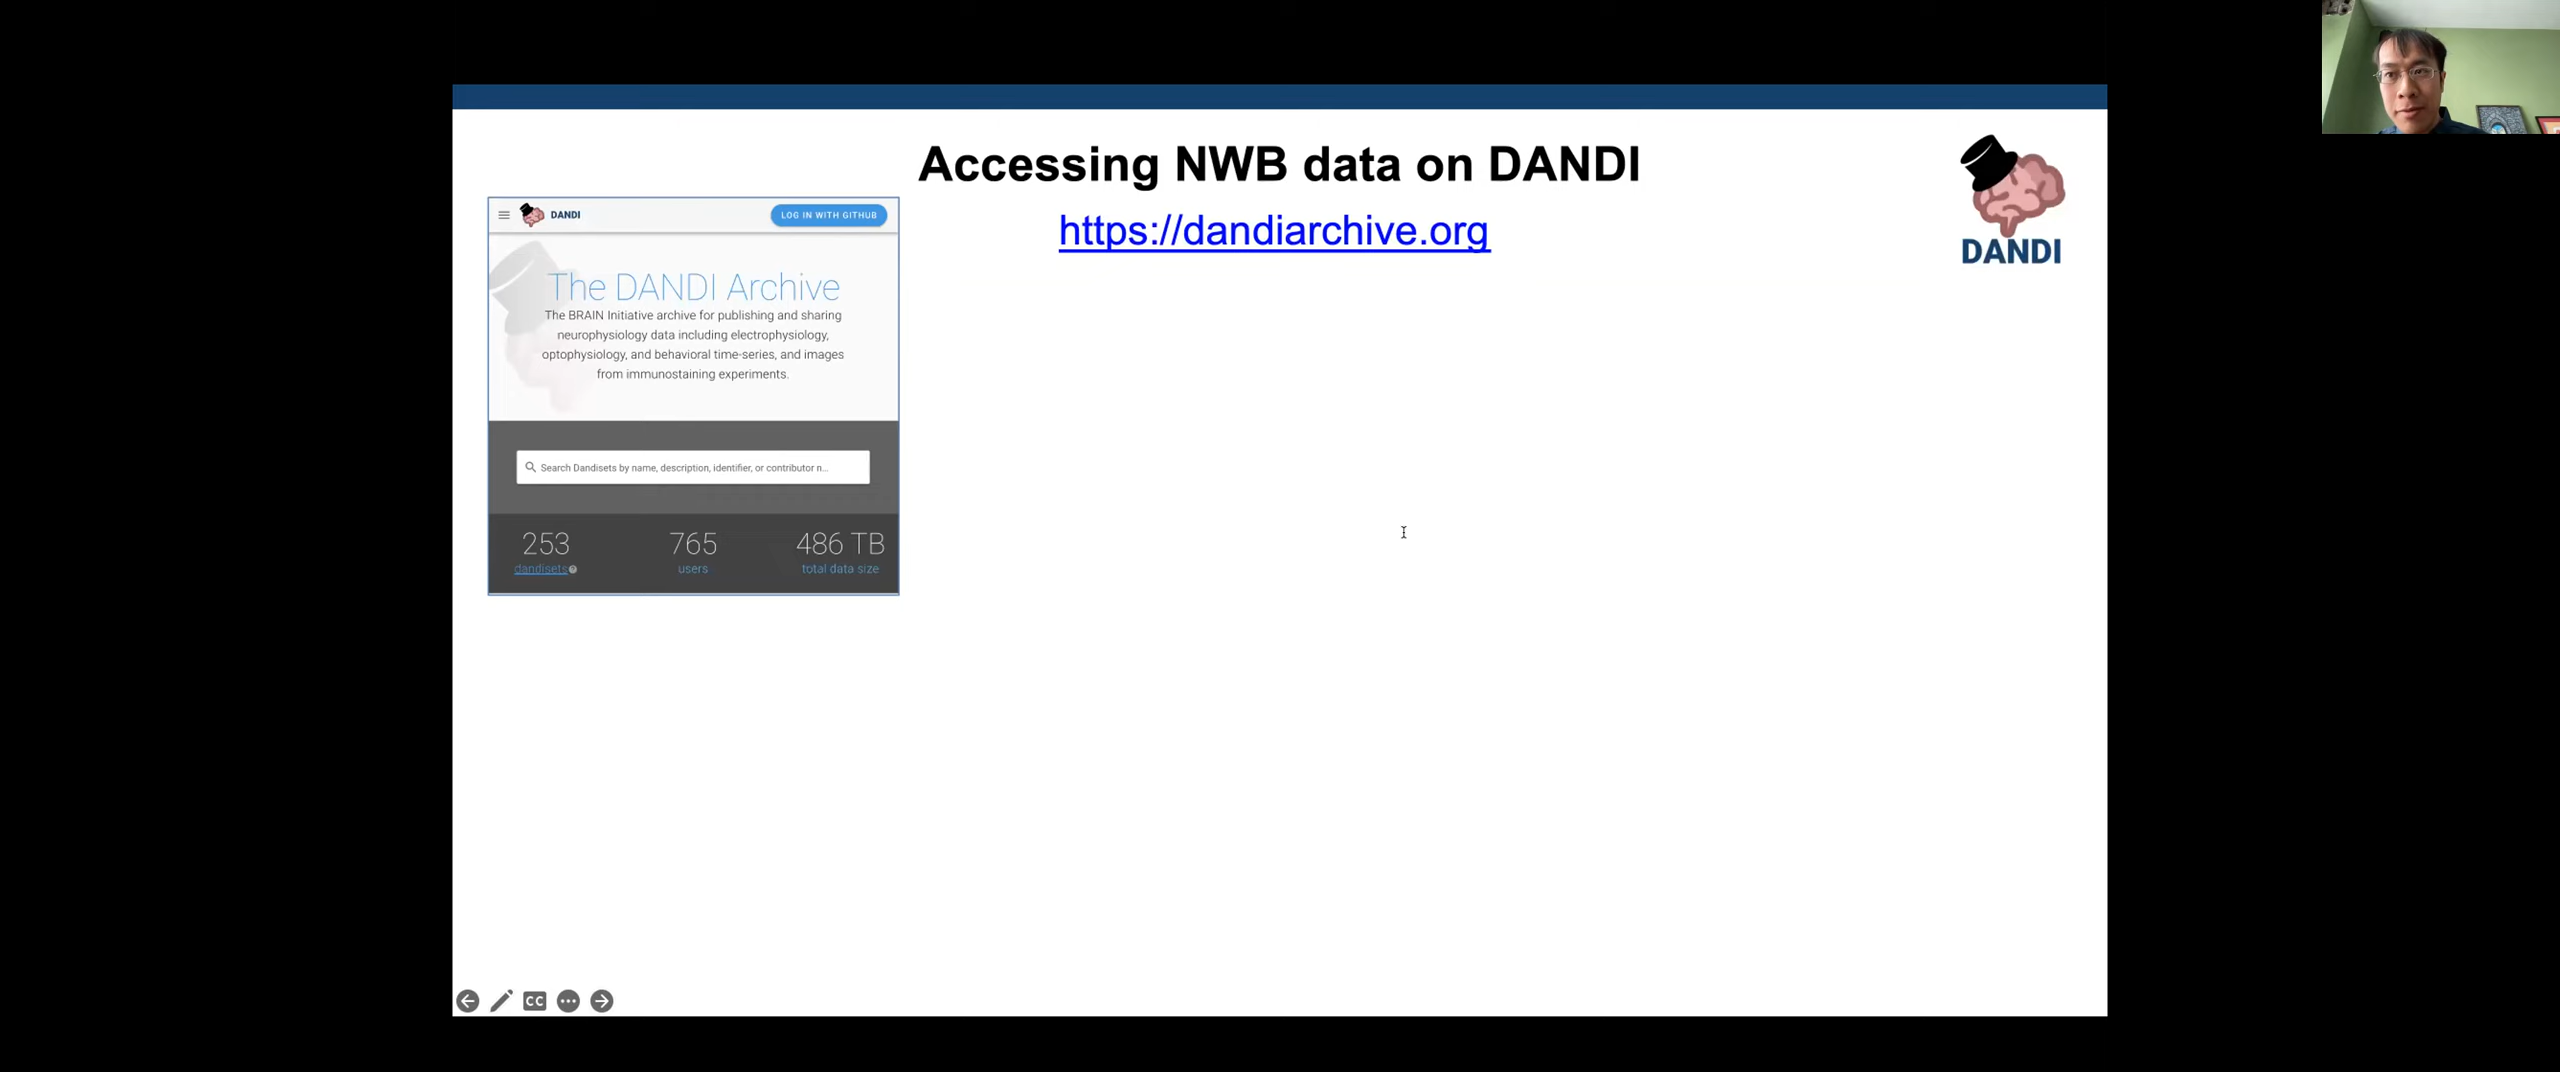 Accessing NWB data on DANDI
https://dandiarchive.org
DANDI
DANDI
LOG IN WITH GITHUB
The DANDI Archive
The BRAIN Initiative archive for publishing and sharing
neurophysiology data including electrophysiology,
optophysiology, and behavioral time-series, and images
from immunostaining experiments.
Search Dandisets by name, description, identifier, or contributor n...
253
dandisets
765
users
486 TB
total data size
CC